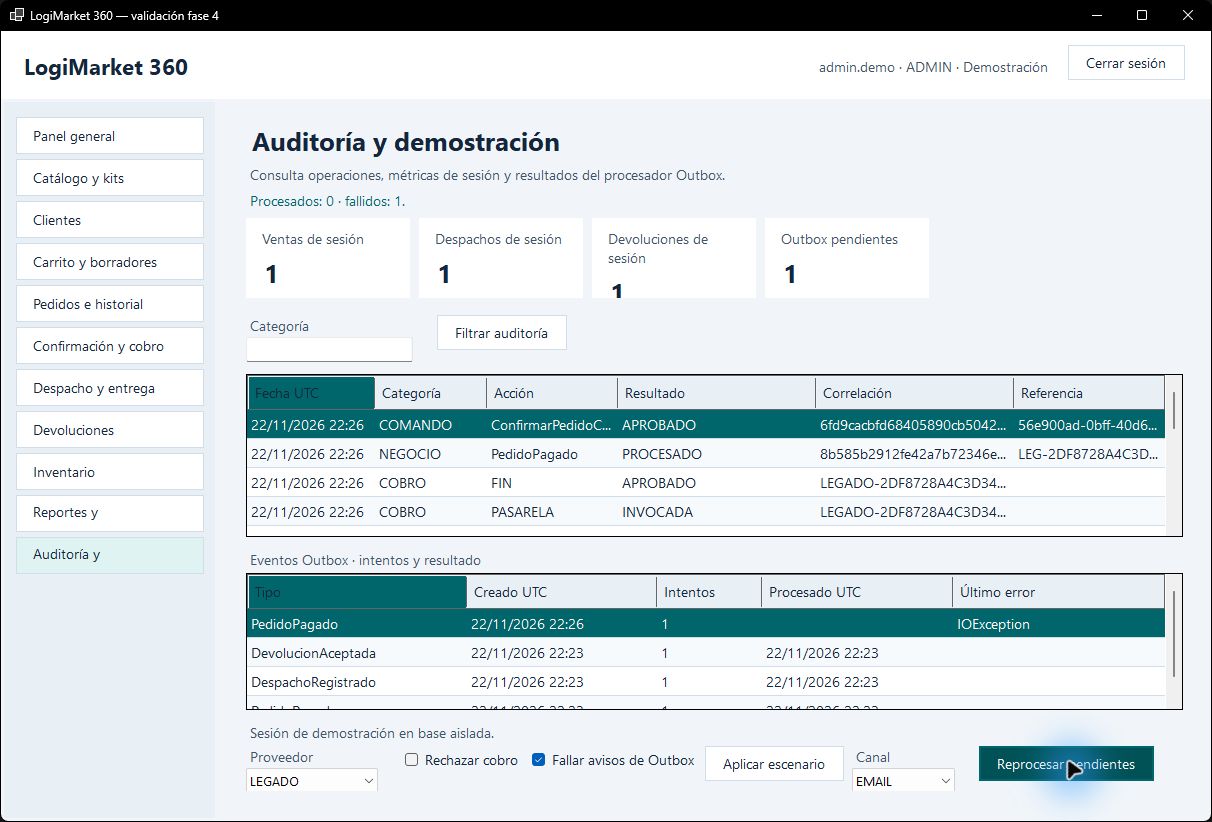 LogiMarket 360 — validación fase 4
LogiMarket 360
admin.demo · ADMIN · Demostración
Cerrar sesión
Panel general
Catálogo y kits
Clientes
Carrito y borradores
Pedidos e historial
Confirmación y cobro
Despacho y entrega
Devoluciones
Inventario
Reportes y
Auditoría y
Auditoría y demostración
Consulta operaciones, métricas de sesión y resultados del procesador Outbox.
Procesados: 0 · fallidos: 1.
Ventas de sesión
1
Despachos de sesión
1
Devoluciones de
sesión
1
Outbox pendientes
1
Categoría
Filtrar auditoría
Fecha UTC Categoría Acción Resultado Correlación Referencia
22/11/2026 22:26 COMANDO ConfirmarPedidoC... APROBADO 6fd9cacbfd68405890cb5042... 56e900ad-0bff-40d6...
22/11/2026 22:26 NEGOCIO PedidoPagado PROCESADO 8b585b2912fe42a7b72346e... LEG-2DF8728A4C3D...
22/11/2026 22:26 COBRO FIN APROBADO LEGADO-2DF8728A4C3D34...
22/11/2026 22:26 COBRO PASARELA INVOCADA LEGADO-2DF8728A4C3D34...
Eventos Outbox · intentos y resultado
Tipo Creado UTC Intentos Procesado UTC Último error
PedidoPagado 22/11/2026 22:26 1 IOException
DevolucionAceptada 22/11/2026 22:23 1 22/11/2026 22:23
DespachoRegistrado 22/11/2026 22:23 1 22/11/2026 22:23
Sesión de demostración en base aislada.
Proveedor
LEGADO
Rechazar cobro
Fallar avisos de Outbox
Aplicar escenario
Canal
EMAIL
Reprocesar pendientes